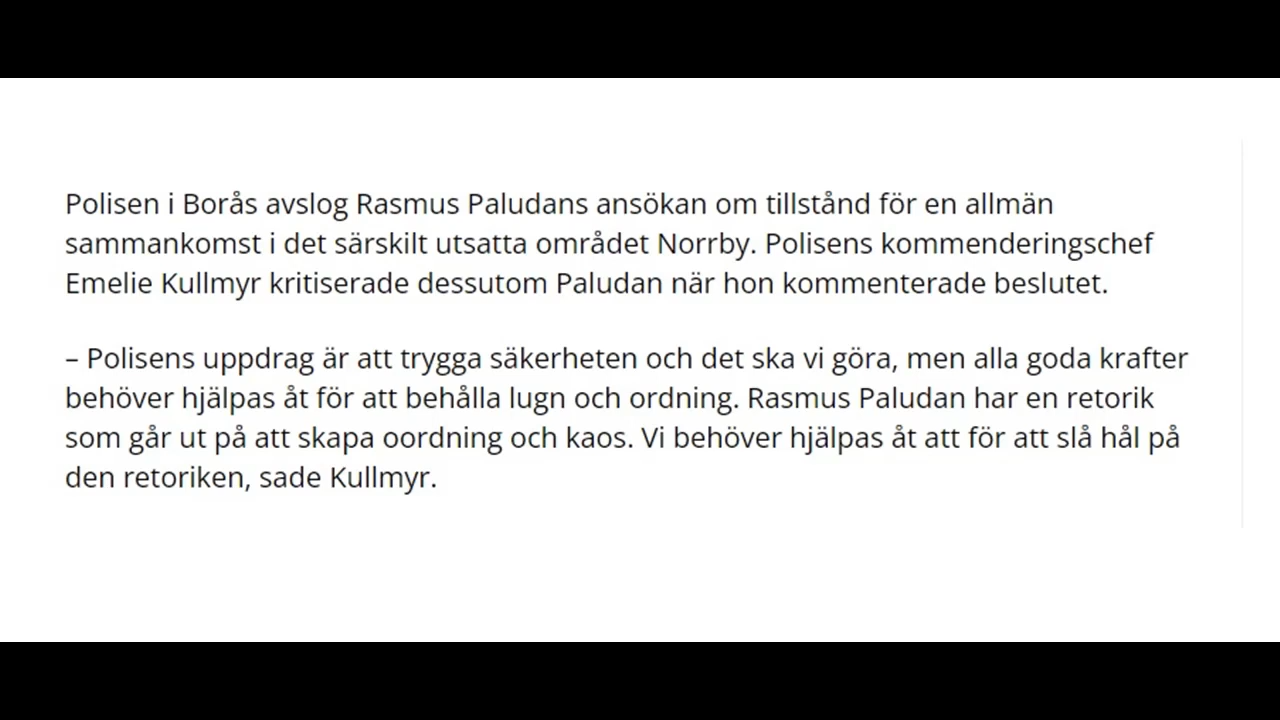 Polisen i Borås avslog Rasmus Paludans ansökan om tillstånd för en allmän
sammankomst i det särskilt utsatta området Norrby. Polisens kommenderingschef
Emelie Kullmyr kritiserade dessutom Paludan när hon kommenterade beslutet.
– Polisens uppdrag är att trygga säkerheten och det ska vi göra, men alla goda krafter
behöver hjälpas åt för att behålla lugn och ordning. Rasmus Paludan har en retorik
som går ut på att skapa oordning och kaos. Vi behöver hjälpas åt att för att slå hål på
den retoriken, sade Kullmyr.